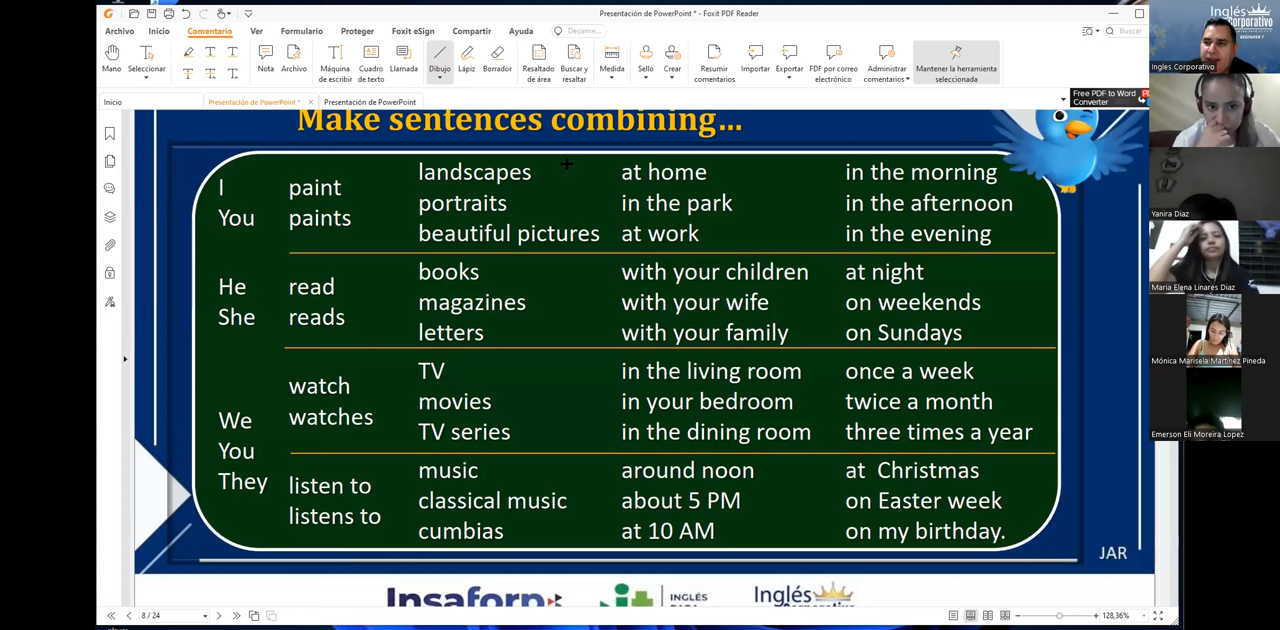 Presentación de PowerPoint * - Foxit PDF Reader
Archivo Inicio Comentario Ver Formulario Proteger Foxit eSign Compartir Ayuda Decirme... Buscar
Mano Seleccionar Nota Archivo Máquina de escribir Cuadro de texto Llamada Dibujo Lápiz Borrador Resultado de área Buscar y resaltar Medida Sello Crear Resumir comentarios Importar Exportar PDF por correo electrónico Administrar comentarios Mantener la herramienta seleccionada
Inicio Presentación de PowerPoint * Presentación de PowerPoint
Free PDF to Word Converter
Make sentences combining...
I
You
paint
paints
landscapes
portraits
beautiful pictures
at home
in the park
at work
in the morning
in the afternoon
in the evening
He
She
read
reads
books
magazines
letters
with your children
with your wife
with your family
at night
on weekends
on Sundays
We
You
They
watch
watches
TV
movies
TV series
in the living room
in your bedroom
in the dining room
once a week
twice a month
three times a year
listen to
listens to
music
classical music
cumbias
around noon
about 5 PM
at 10 AM
at Christmas
on Easter week
on my birthday.
JAR
Insaforp
INGLÉS
Inglés
Corporativo
8 / 24
128,36%
Inglés
Corporativo
BEGINNER 1
Ingles Corporativo
Yanira Diaz
Maria Elena Linares Diaz
Mónica Marisela Martínez Pineda
Emerson Eli Moreira Lopez